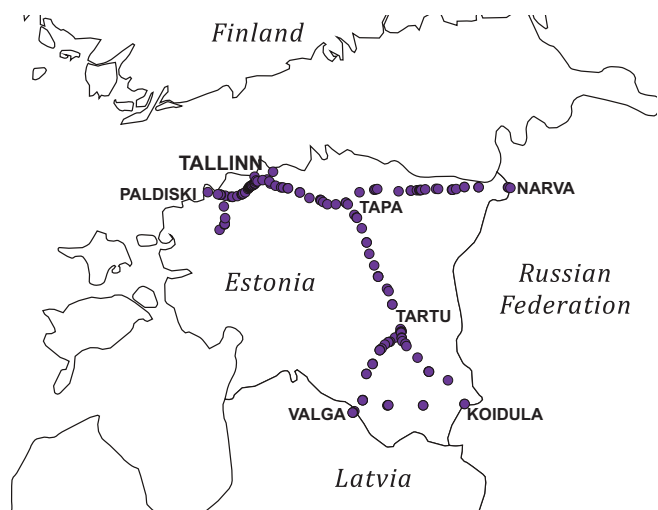 Finland
TALLINN
PALDISKI
NARVA
TAPA
Estonia
Russian
Federation
TARTU
VALGA
KOIDULA
Latvia